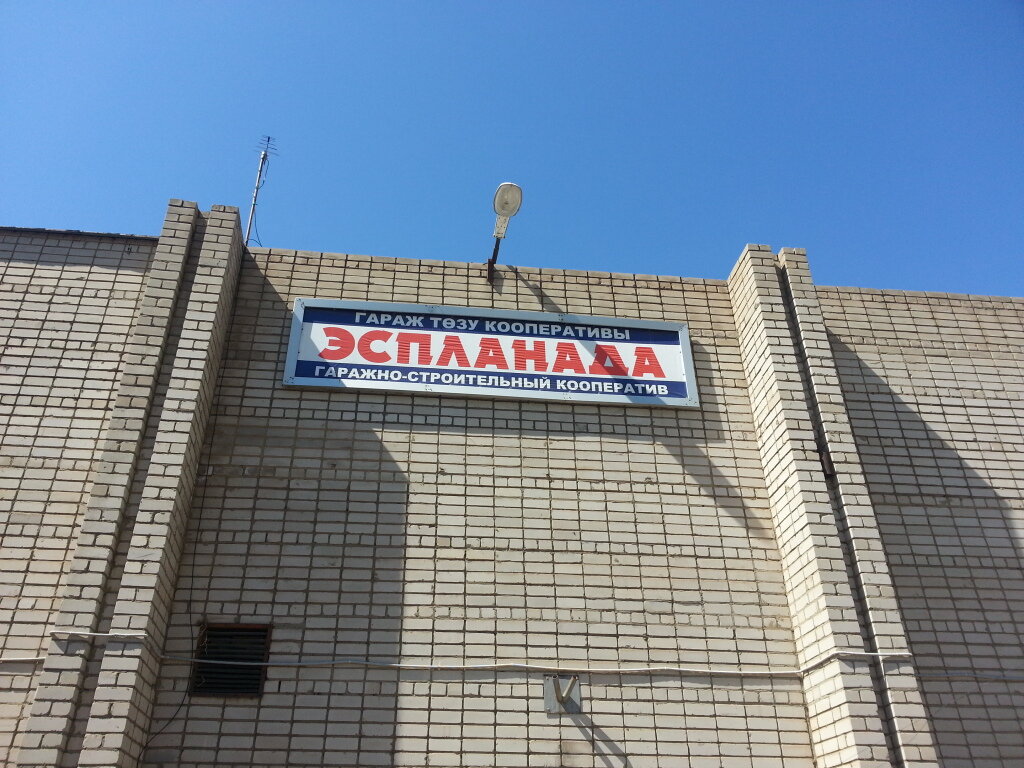 ГАРАЖ ТӨЗУ КООПЕРАТИВЫ
ЭСПЛАНАДА
ГАРАЖНО-СТРОИТЕЛЬНЫЙ КООПЕРАТИВ